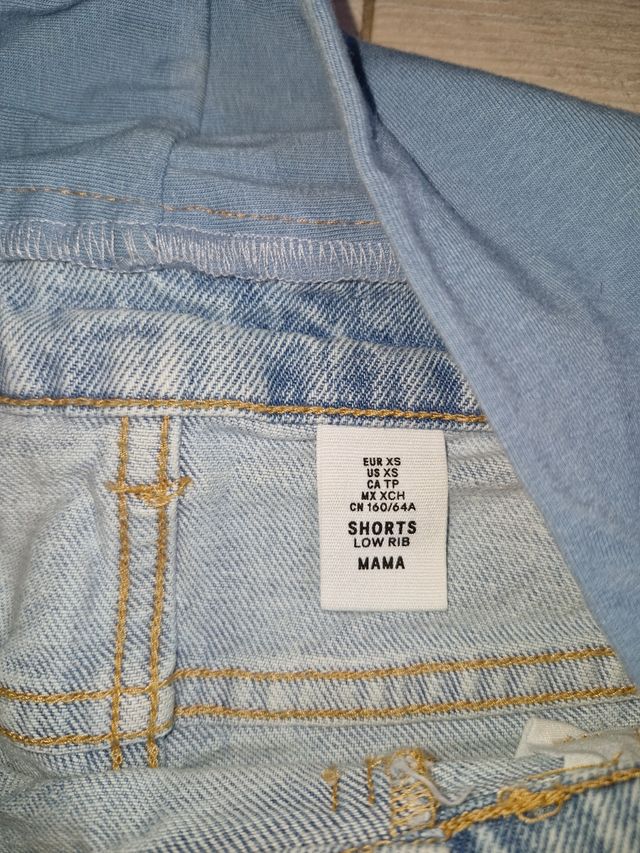 EUR XS
US XS
CA TP
MX XCH
CN 160/64A
SHORTS
LOW RIB
MAMA